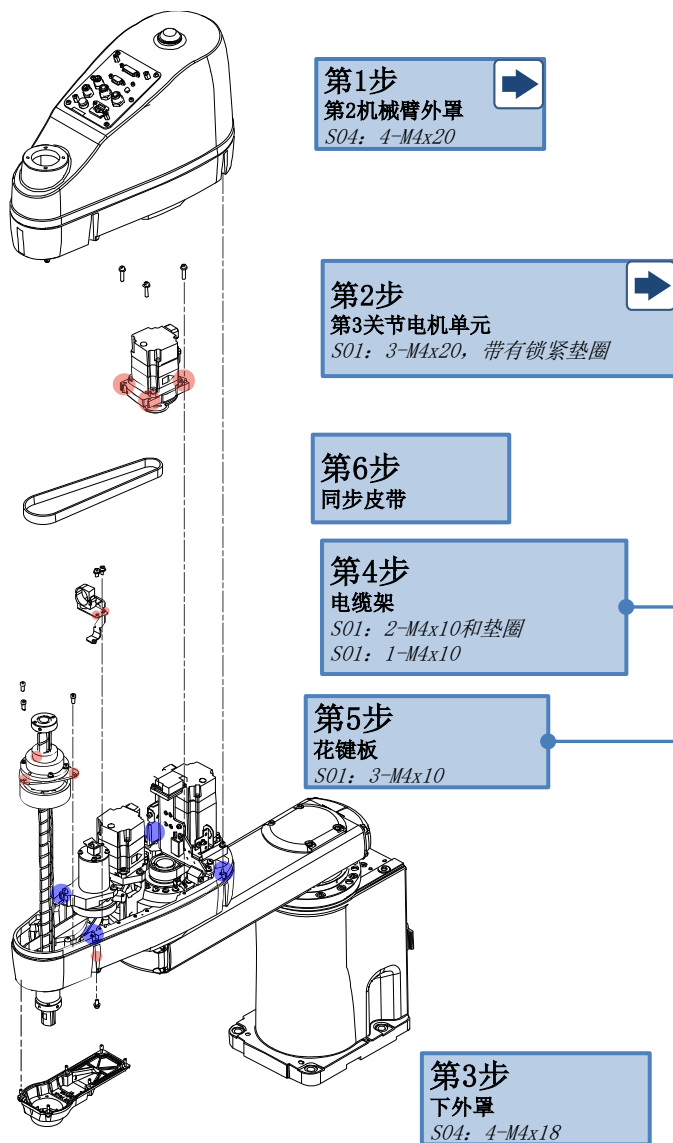 第1步
第2机械臂外罩
S04: 4-M4x20
第2步
第3关节电机单元
S01: 3-M4x20, 带有锁紧垫圈
第6步
同步皮带
第4步
电缆架
S01: 2-M4x10和垫圈
S01: 1-M4x10
第5步
花键板
S01: 3-M4x10
第3步
下外罩
S04: 4-M4x18